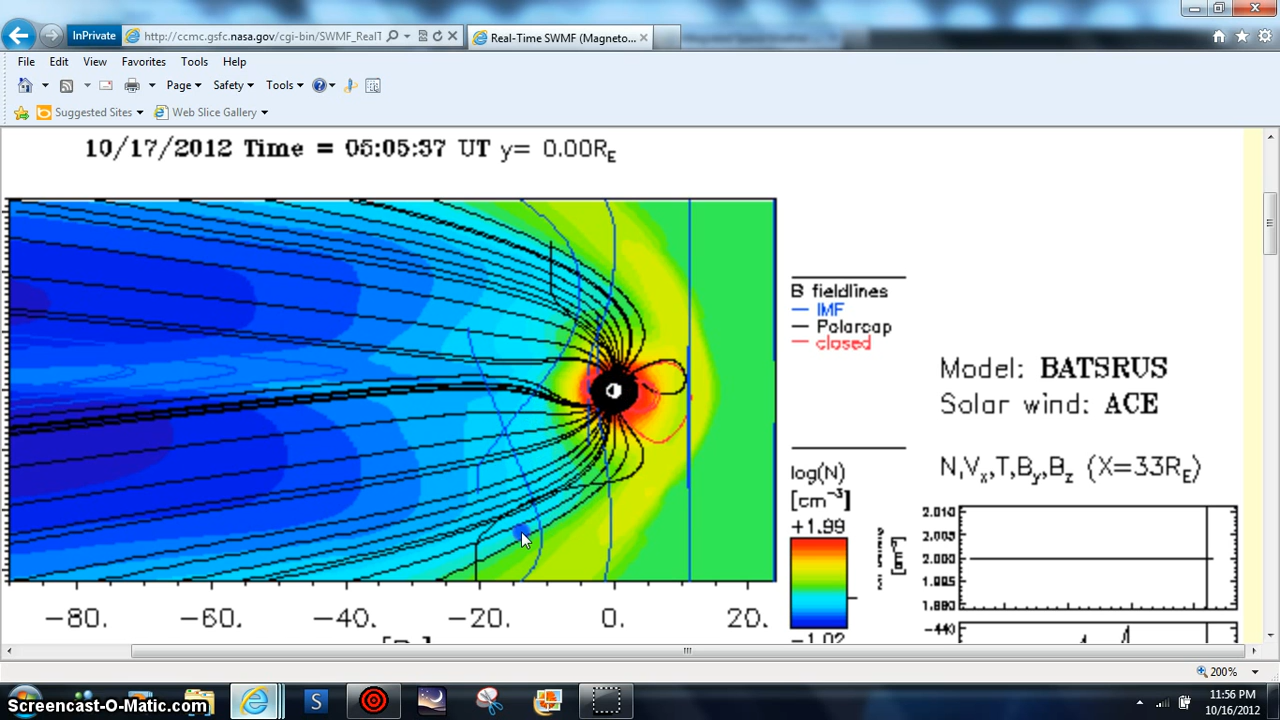 InPrivate
http://ccmc.gsfc.nasa.gov/cgi-bin/SWMF_RealT
Real-Time SWMF (Magneto...
File Edit View Favorites Tools Help
Page Safety Tools
Suggested Sites Web Slice Gallery
10/17/2012 Time = 05:05:37 UT y= 0.00RE
B fieldlines
IMF
Polarcap
closed
Model: BATSRUS
Solar wind: ACE
log(N)
[cm-3]
+1.99
-1.02
N,Vx,T,By,Bz (X=33RE)
2.010
2.005
2.000
1.995
1.990
-440
-80. -60. -40. -20. 0. 20.
200%
11:56 PM
10/16/2012
Screencast-O-Matic.com